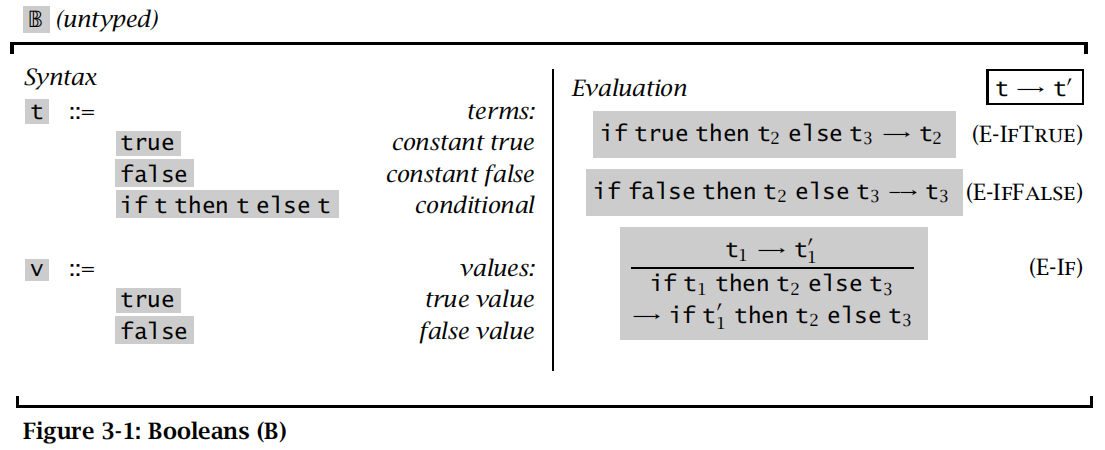 𝔹 (untyped)
Syntax
t ::= terms:
true constant true
false constant false
if t then t else t conditional
v ::= values:
true true value
false false value
Evaluation t ⟶ t′
if true then t₂ else t₃ ⟶ t₂ (E-IFTRUE)
if false then t₂ else t₃ ⟶ t₃ (E-IFFALSE)
t₁ ⟶ t₁′ (E-IF)
if t₁ then t₂ else t₃
⟶ if t₁′ then t₂ else t₃
Figure 3-1: Booleans (B)